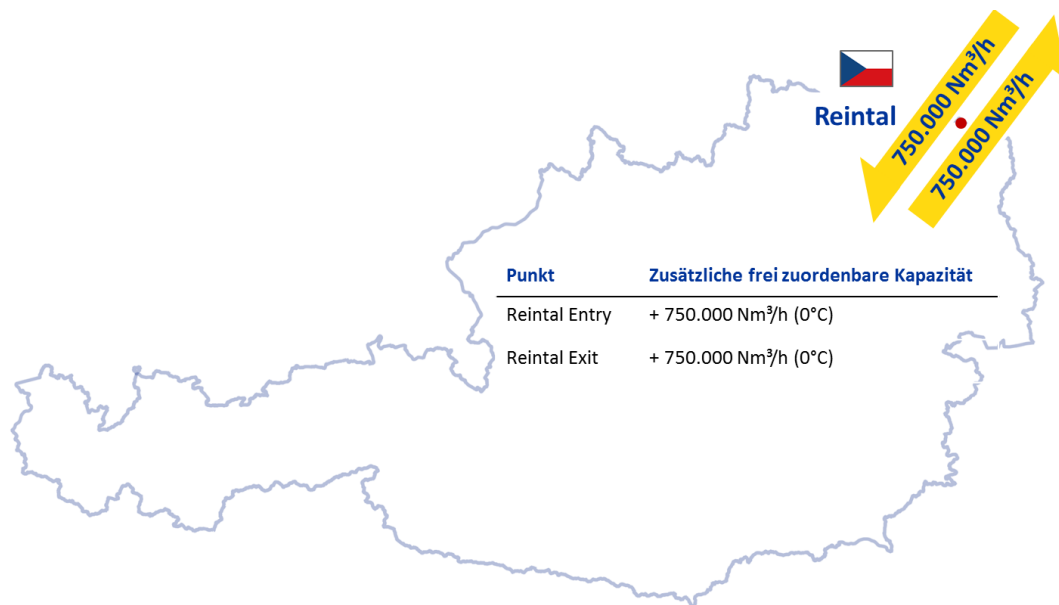 Reintal
750.000 Nm³/h
750.000 Nm³/h
Punkt Zusätzliche frei zuordenbare Kapazität
Reintal Entry + 750.000 Nm³/h (0°C)
Reintal Exit + 750.000 Nm³/h (0°C)